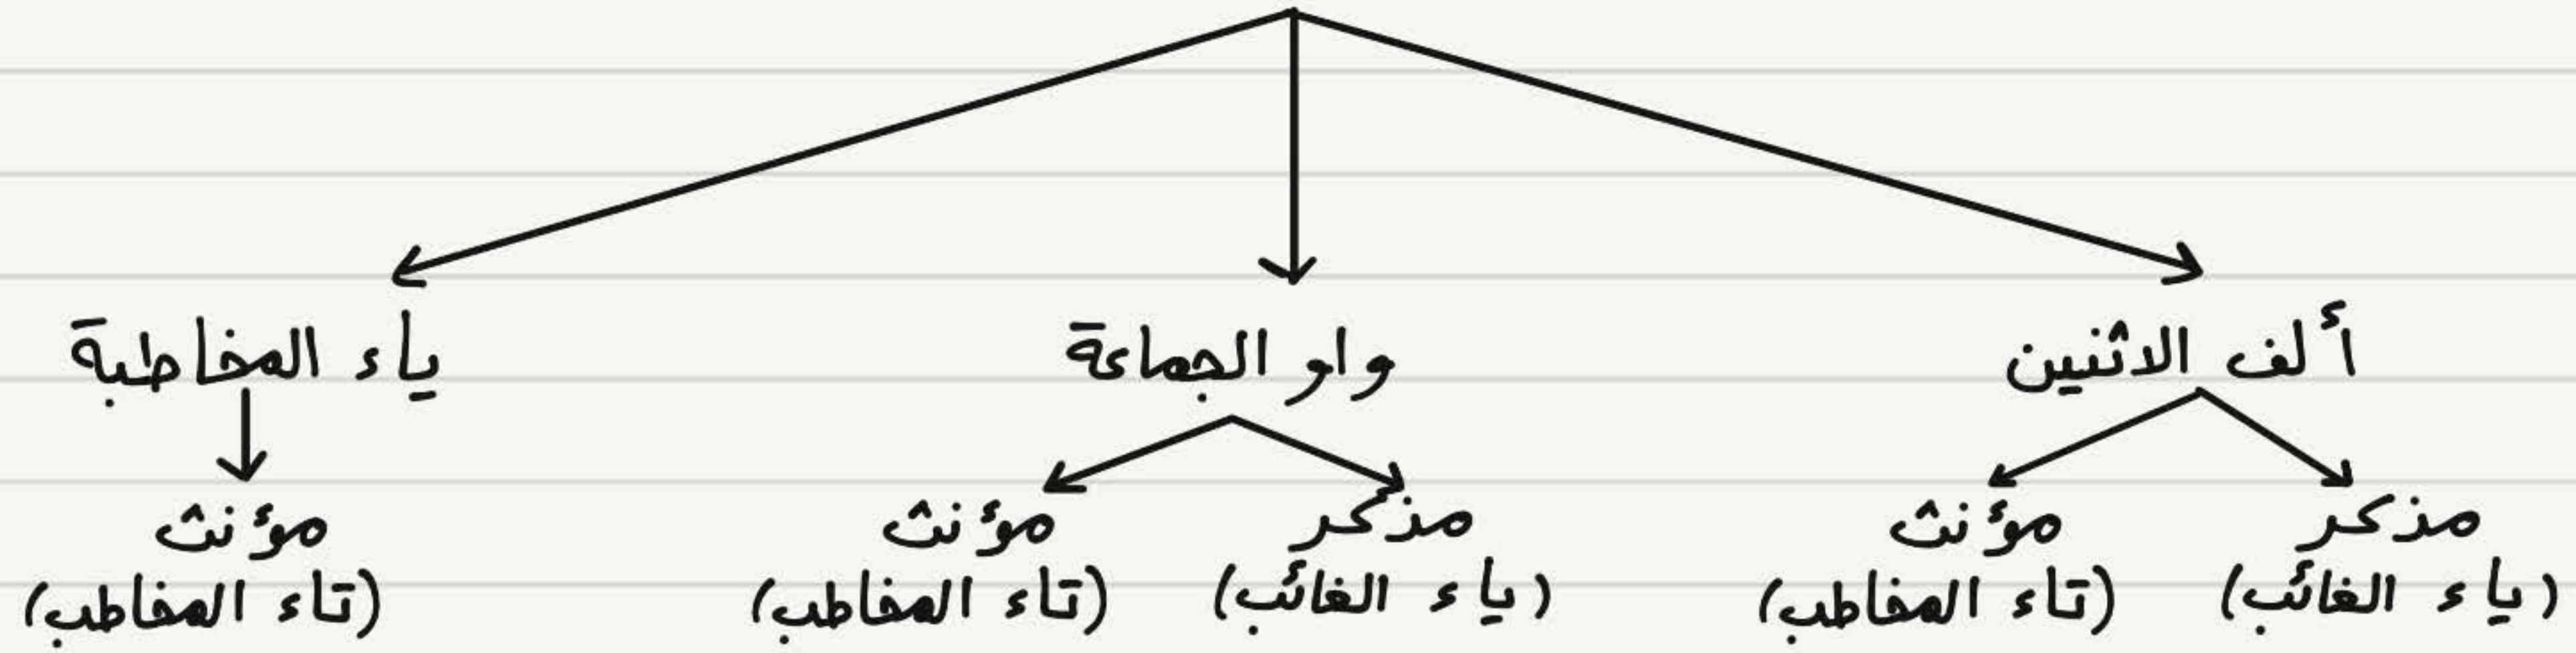 ألف الاثنين واو الجماعة ياء المخاطبة
مذكر مؤنث مذكر مؤنث مؤنث
(ياء الغائب) (تاء المخاطب) (ياء الغائب) (تاء المخاطب) (تاء المخاطب)